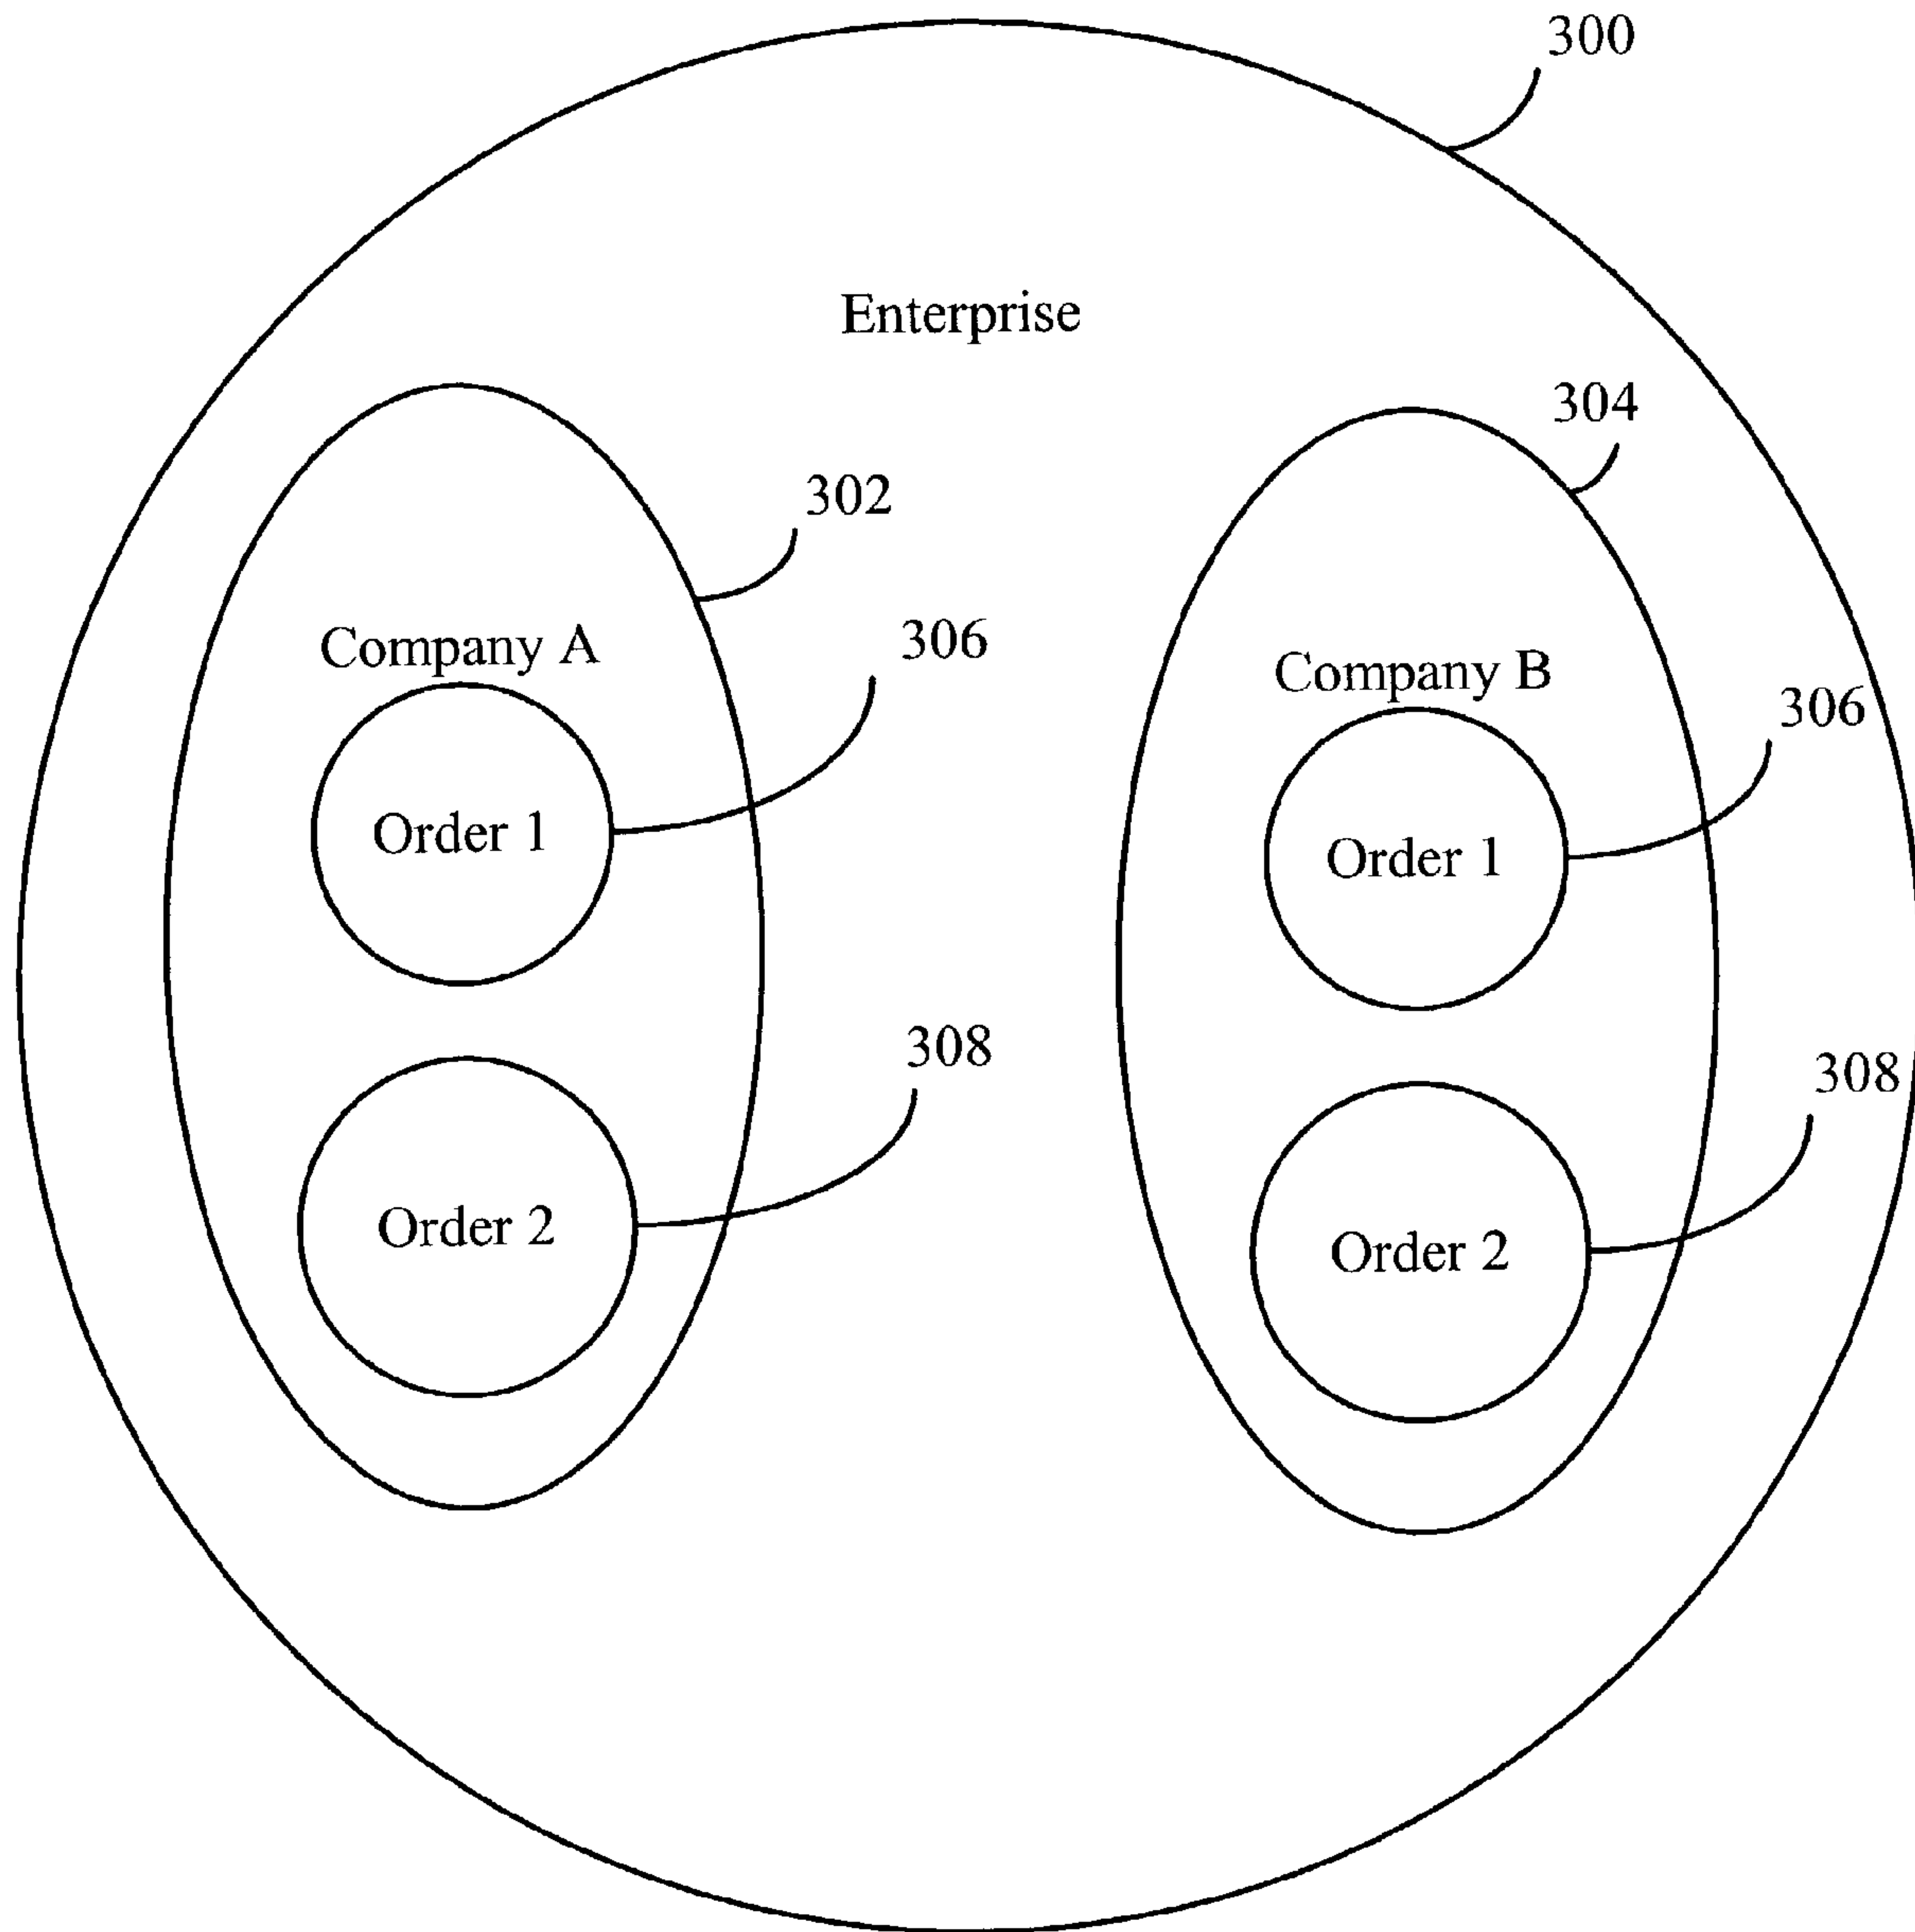 300
Enterprise
304
302
306
Company A
Company B
306
Order 1
Order 1
308
308
Order 2
Order 2